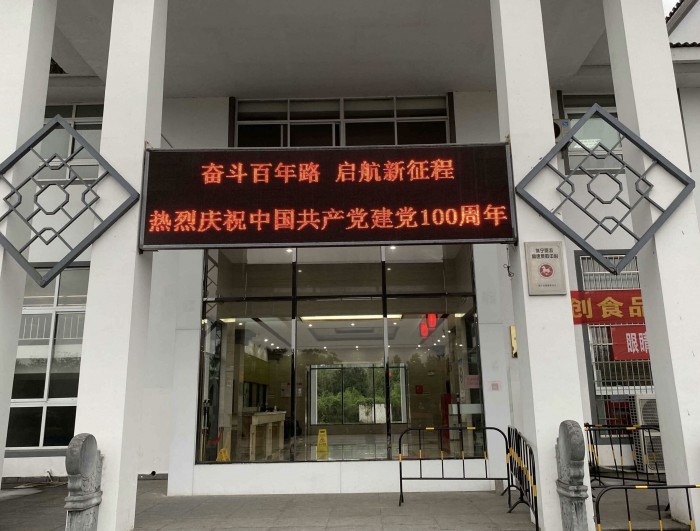 奋斗百年路 启航新征程
热烈庆祝中国共产党建党100周年
创食品
眼睛